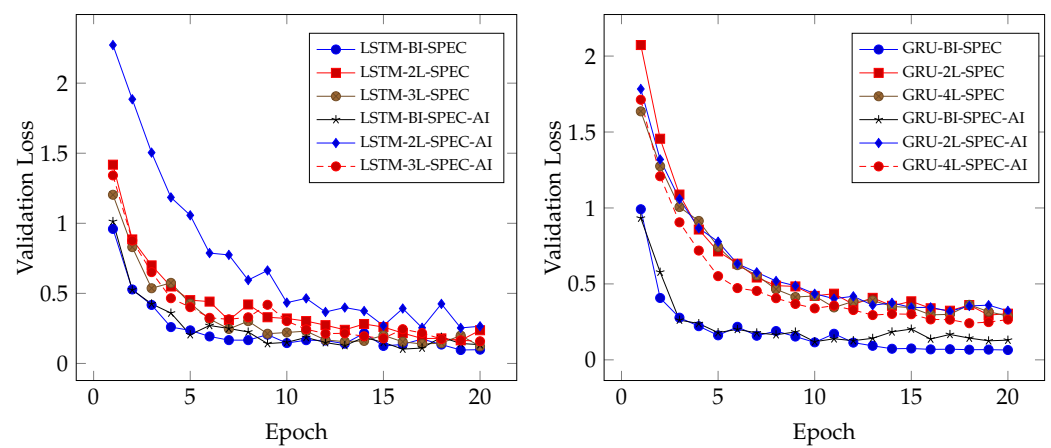 0
5
10
15
20
0
0.5
1
1.5
2
Epoch
Validation Loss
LSTM-BI-SPEC
LSTM-2L-SPEC
LSTM-3L-SPEC
LSTM-BI-SPEC-AI
LSTM-2L-SPEC-AI
LSTM-3L-SPEC-AI
0
5
10
15
20
0
0.5
1
1.5
2
Epoch
Validation Loss
GRU-BI-SPEC
GRU-2L-SPEC
GRU-4L-SPEC
GRU-BI-SPEC-AI
GRU-2L-SPEC-AI
GRU-4L-SPEC-AI